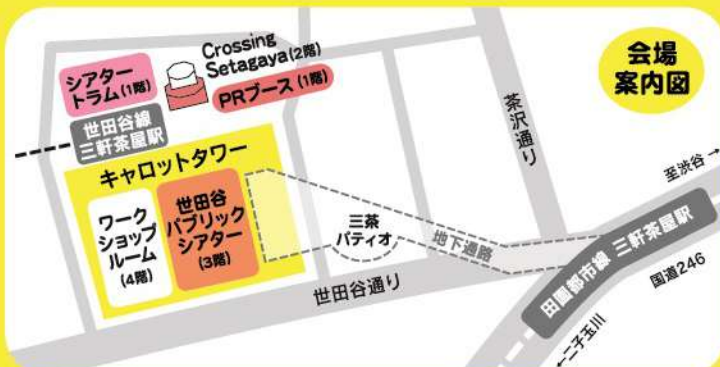 会場
案内図
Crossing
Setagaya(2階)
PRブース(1階)
シアター
トラム(1階)
世田谷線
三軒茶屋駅
キャロットタワー
ワーク
ショップ
ルーム
(4階)
世田谷
パブリック
シアター
(3階)
三茶
パティオ
地下通路
茶沢通り
世田谷通り
至渋谷→
田園都市線 三軒茶屋駅
国道246
←二子玉川